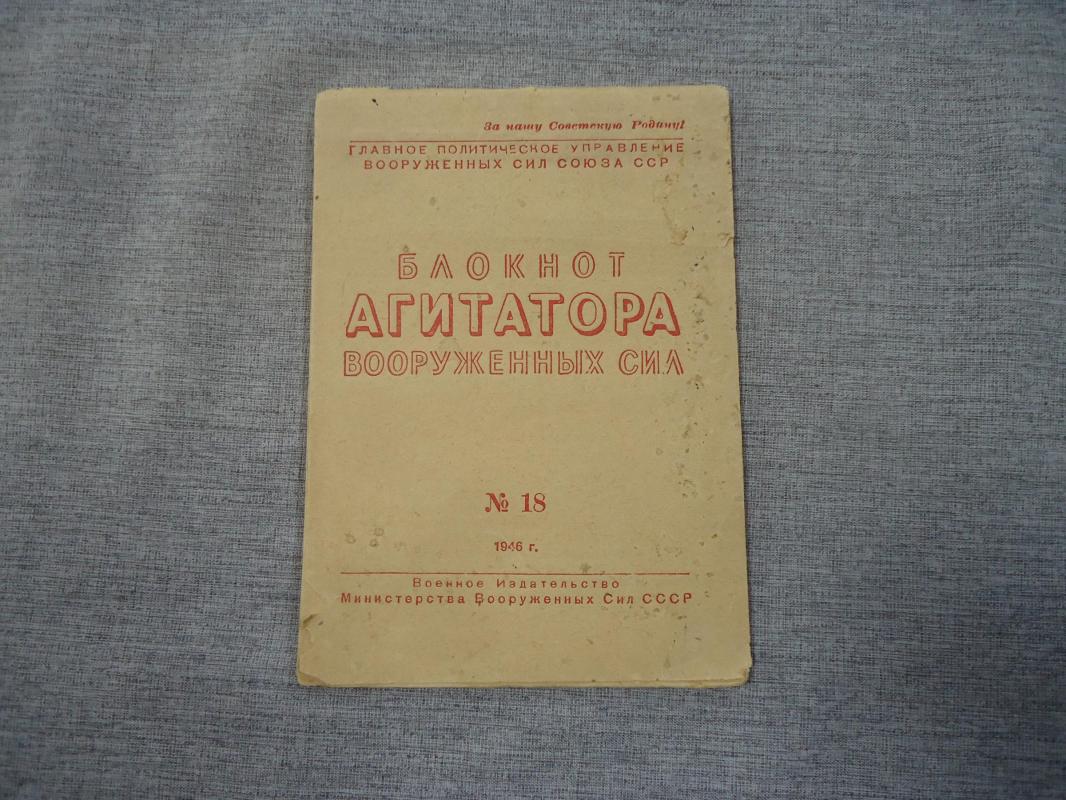 За нашу Советскую Родину!
ГЛАВНОЕ ПОЛИТИЧЕСКОЕ УПРАВЛЕНИЕ
ВООРУЖЕННЫХ СИЛ СОЮЗА ССР
БЛОКНОТ
АГИТАТОРА
ВООРУЖЕННЫХ СИЛ
№ 18
1946 г.
Военное Издательство
Министерства Вооруженных Сил СССР